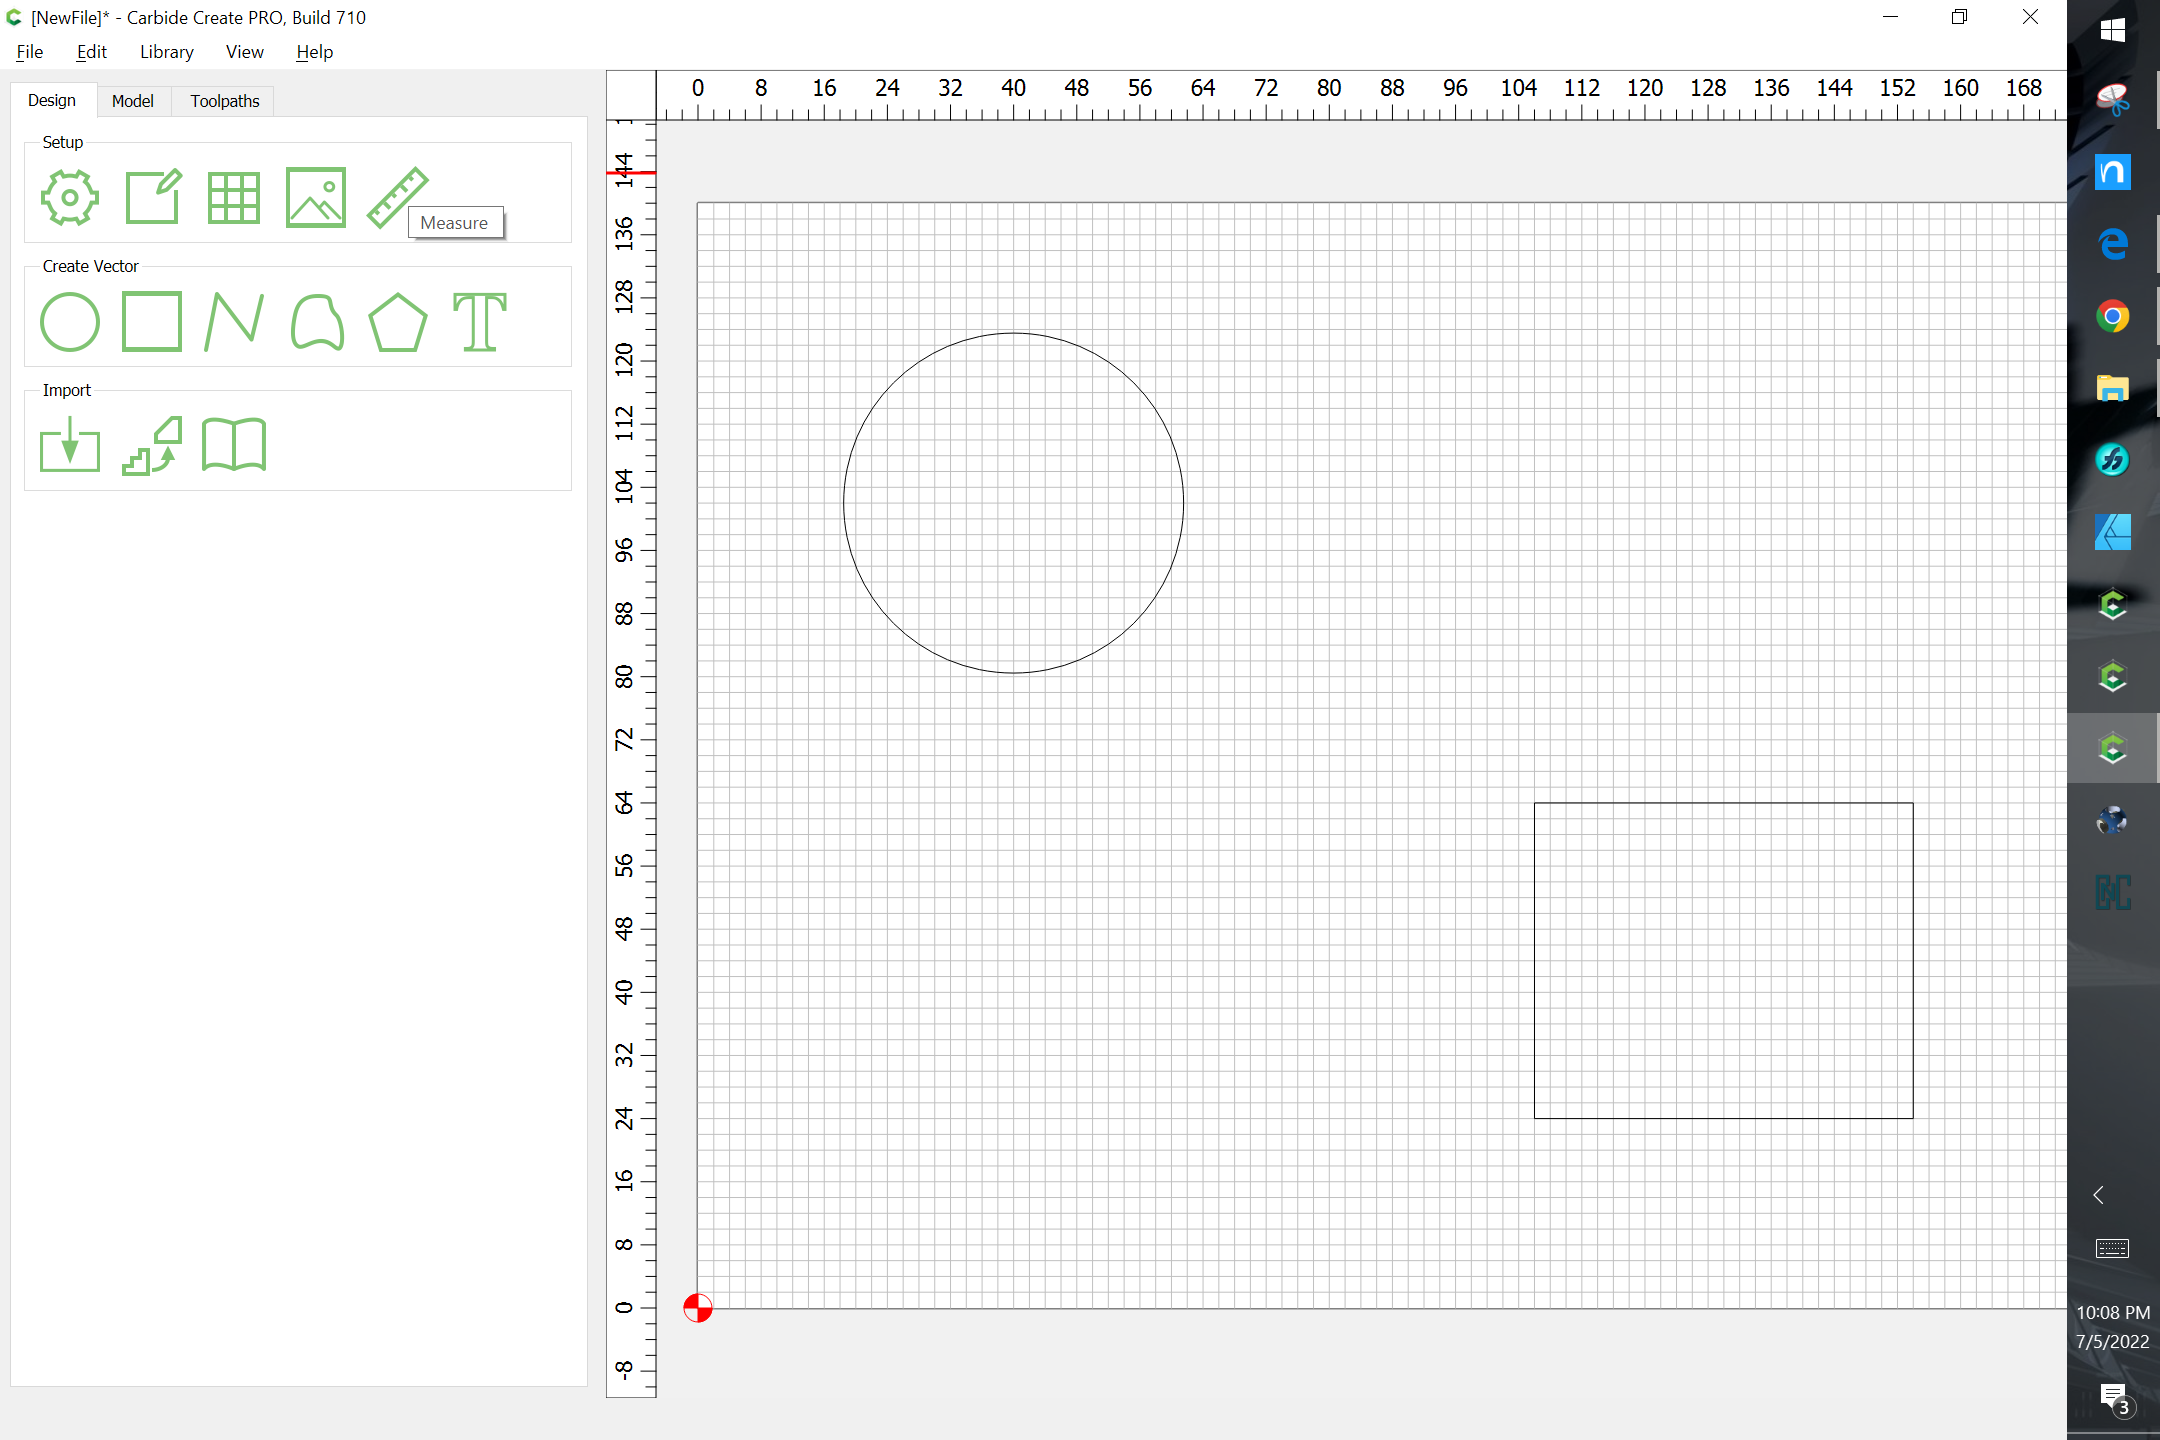 [NewFile]* - Carbide Create PRO, Build 710
File Edit Library View Help
Design Model Toolpaths
Setup
Measure
Create Vector
T
Import
0 8 16 24 32 40 48 56 64 72 80 88 96 104 112 120 128 136 144 152 160 168
144
136
128
120
112
104
96
88
80
72
64
56
48
40
32
24
16
8
0
-8
10:08 PM
7/5/2022
3